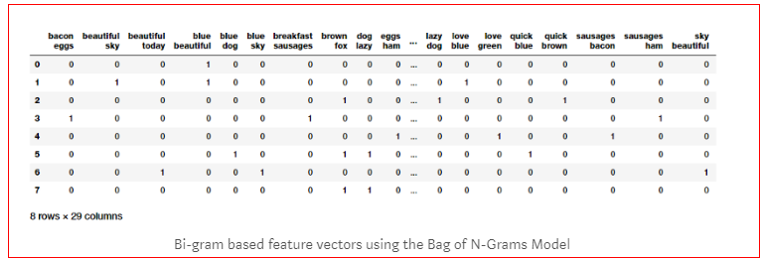 bacon beautiful beautiful blue blue blue breakfast brown dog eggs ... lazy love love quick quick sausages sausages sky
eggs sky today beautiful dog sky sausages fox lazy ham dog blue green blue brown bacon ham beautiful
0 0 0 0 1 0 0 0 0 0 0 ... 0 0 0 0 0 0 0 0
1 0 1 0 1 0 0 0 0 0 0 ... 0 1 0 0 0 0 0 0
2 0 0 0 0 0 0 0 1 0 0 ... 1 0 0 0 1 0 0 0
3 1 0 0 0 0 0 1 0 0 0 ... 0 0 0 0 0 0 1 0
4 0 0 0 0 0 0 0 0 0 1 ... 0 0 1 0 0 1 0 0
5 0 0 0 0 1 0 0 1 1 0 ... 0 0 0 1 0 0 0 0
6 0 0 1 0 0 1 0 0 0 0 ... 0 0 0 0 0 0 0 1
7 0 0 0 0 0 0 0 1 1 0 ... 0 0 0 0 0 0 0 0
8 rows × 29 columns
Bi-gram based feature vectors using the Bag of N-Grams Model